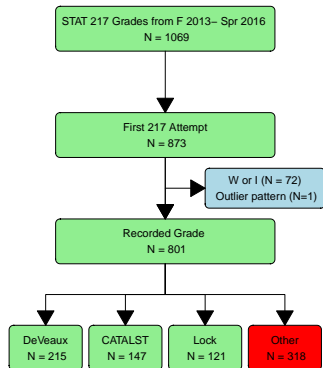 STAT 217 Grades from F 2013– Spr 2016
N = 1069
First 217 Attempt
N = 873
W or I (N = 72)
Outlier pattern (N=1)
Recorded Grade
N = 801
DeVeaux
N = 215
CATALST
N = 147
Lock
N = 121
Other
N = 318